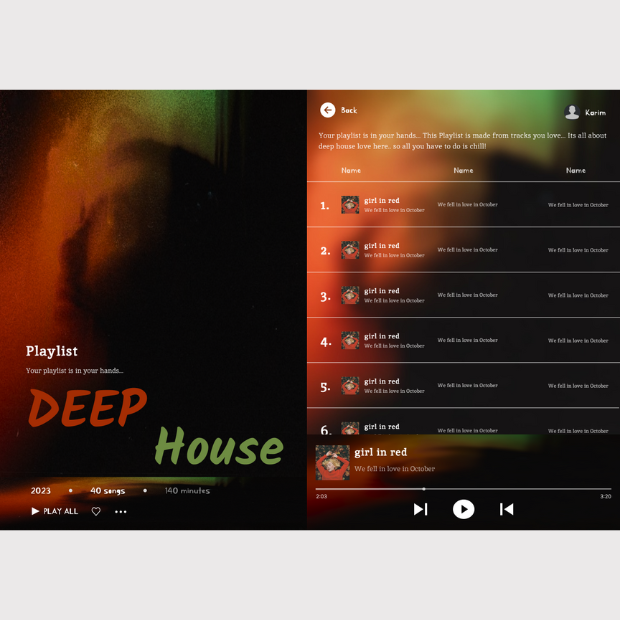 Playlist
Your playlist is in your hands...
DEEP
House
2023 • 40 songs • 140 minutes
PLAY ALL
Back
Karim
Your playlist is in your hands... This Playlist is made from tracks you love... Its all about
deep house love here.. so all you have to do is chill!
Name Name Name
1. girl in red
We fell in love in October We fell in love in October We fell in love in October
2. girl in red
We fell in love in October We fell in love in October We fell in love in October
3. girl in red
We fell in love in October We fell in love in October We fell in love in October
4. girl in red
We fell in love in October We fell in love in October We fell in love in October
5. girl in red
We fell in love in October We fell in love in October We fell in love in October
6. girl in red
We fell in love in October We fell in love in October We fell in love in October
girl in red
We fell in love in October
2:03 3:20